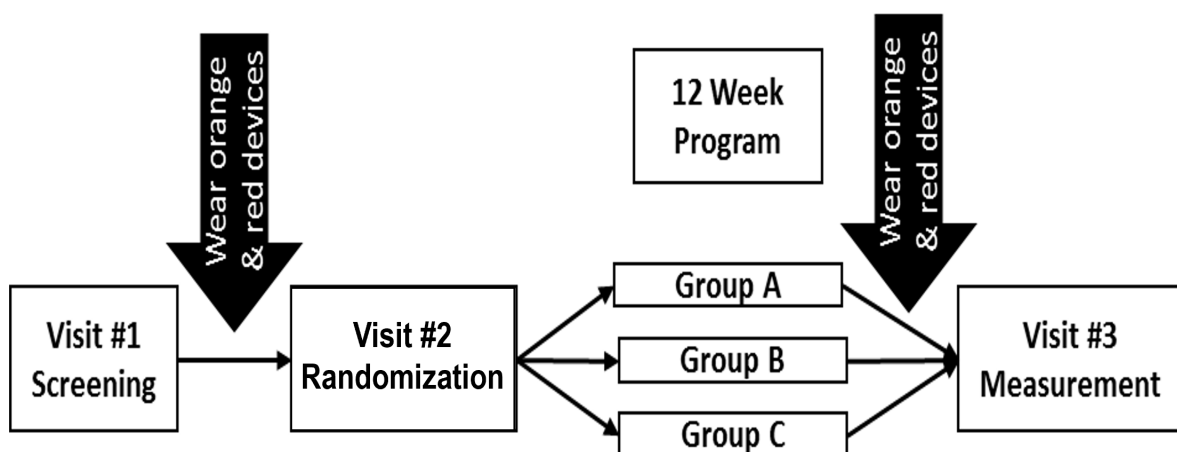 Wear orange
& red devices
12 Week
Program
Wear orange
& red devices
Visit #1
Screening
Visit #2
Randomization
Group A
Group B
Group C
Visit #3
Measurement